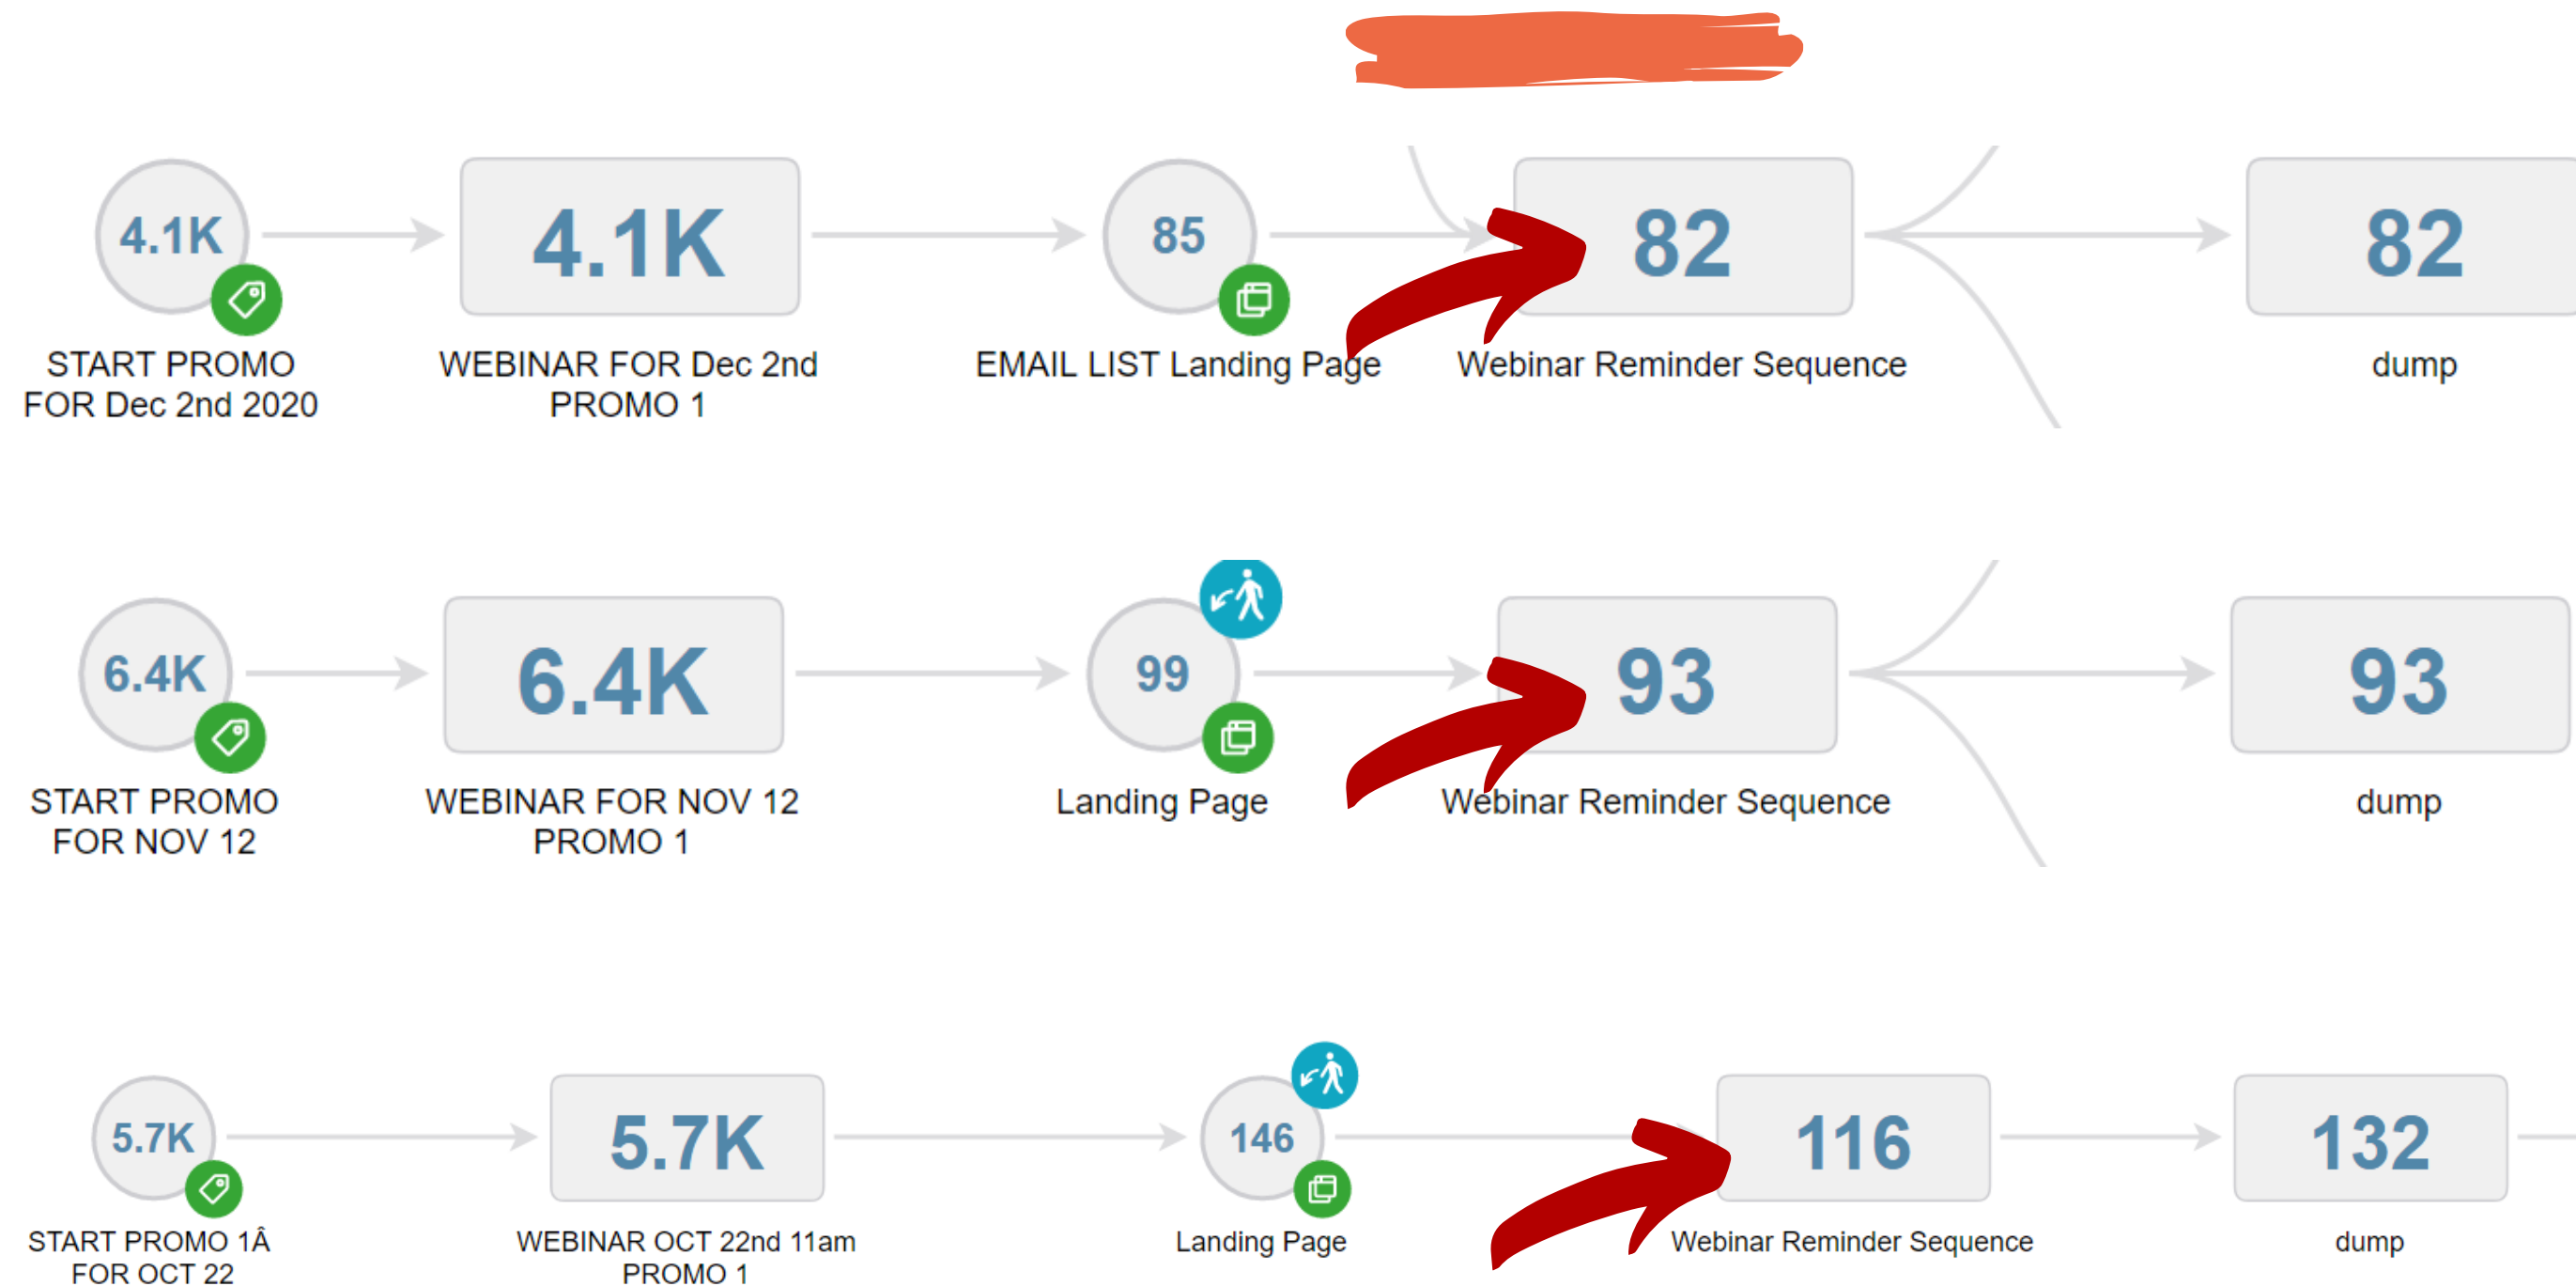 4.1K
4.1K
85
82
82
START PROMO
FOR Dec 2nd 2020
WEBINAR FOR Dec 2nd
PROMO 1
EMAIL LIST Landing Page
Webinar Reminder Sequence
dump
6.4K
6.4K
99
93
93
START PROMO
FOR NOV 12
WEBINAR FOR NOV 12
PROMO 1
Landing Page
Webinar Reminder Sequence
dump
5.7K
5.7K
146
116
132
START PROMO 1Â
FOR OCT 22
WEBINAR OCT 22nd 11am
PROMO 1
Landing Page
Webinar Reminder Sequence
dump